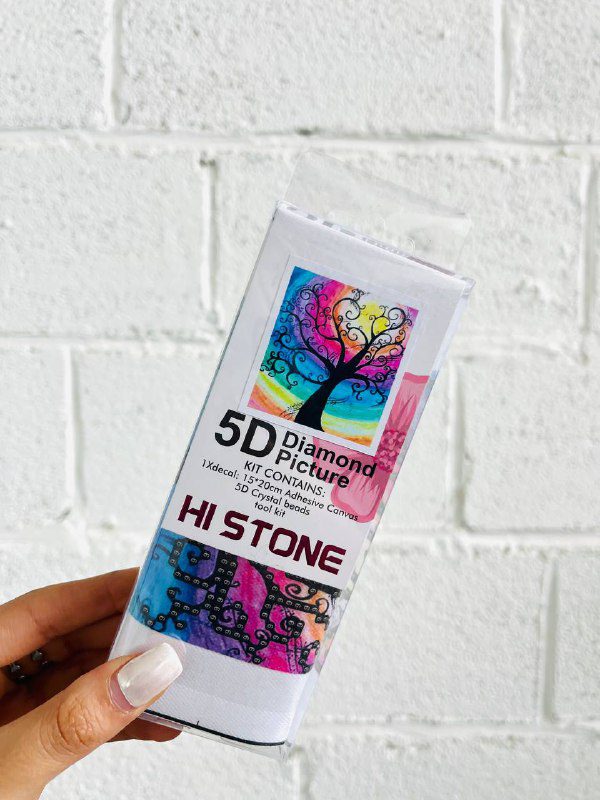 5D Diamond
Picture
KIT CONTAINS:
1Xdecal: 15*20cm Adhesive Canvas
5D Crystal beads
tool kit
HI STONE